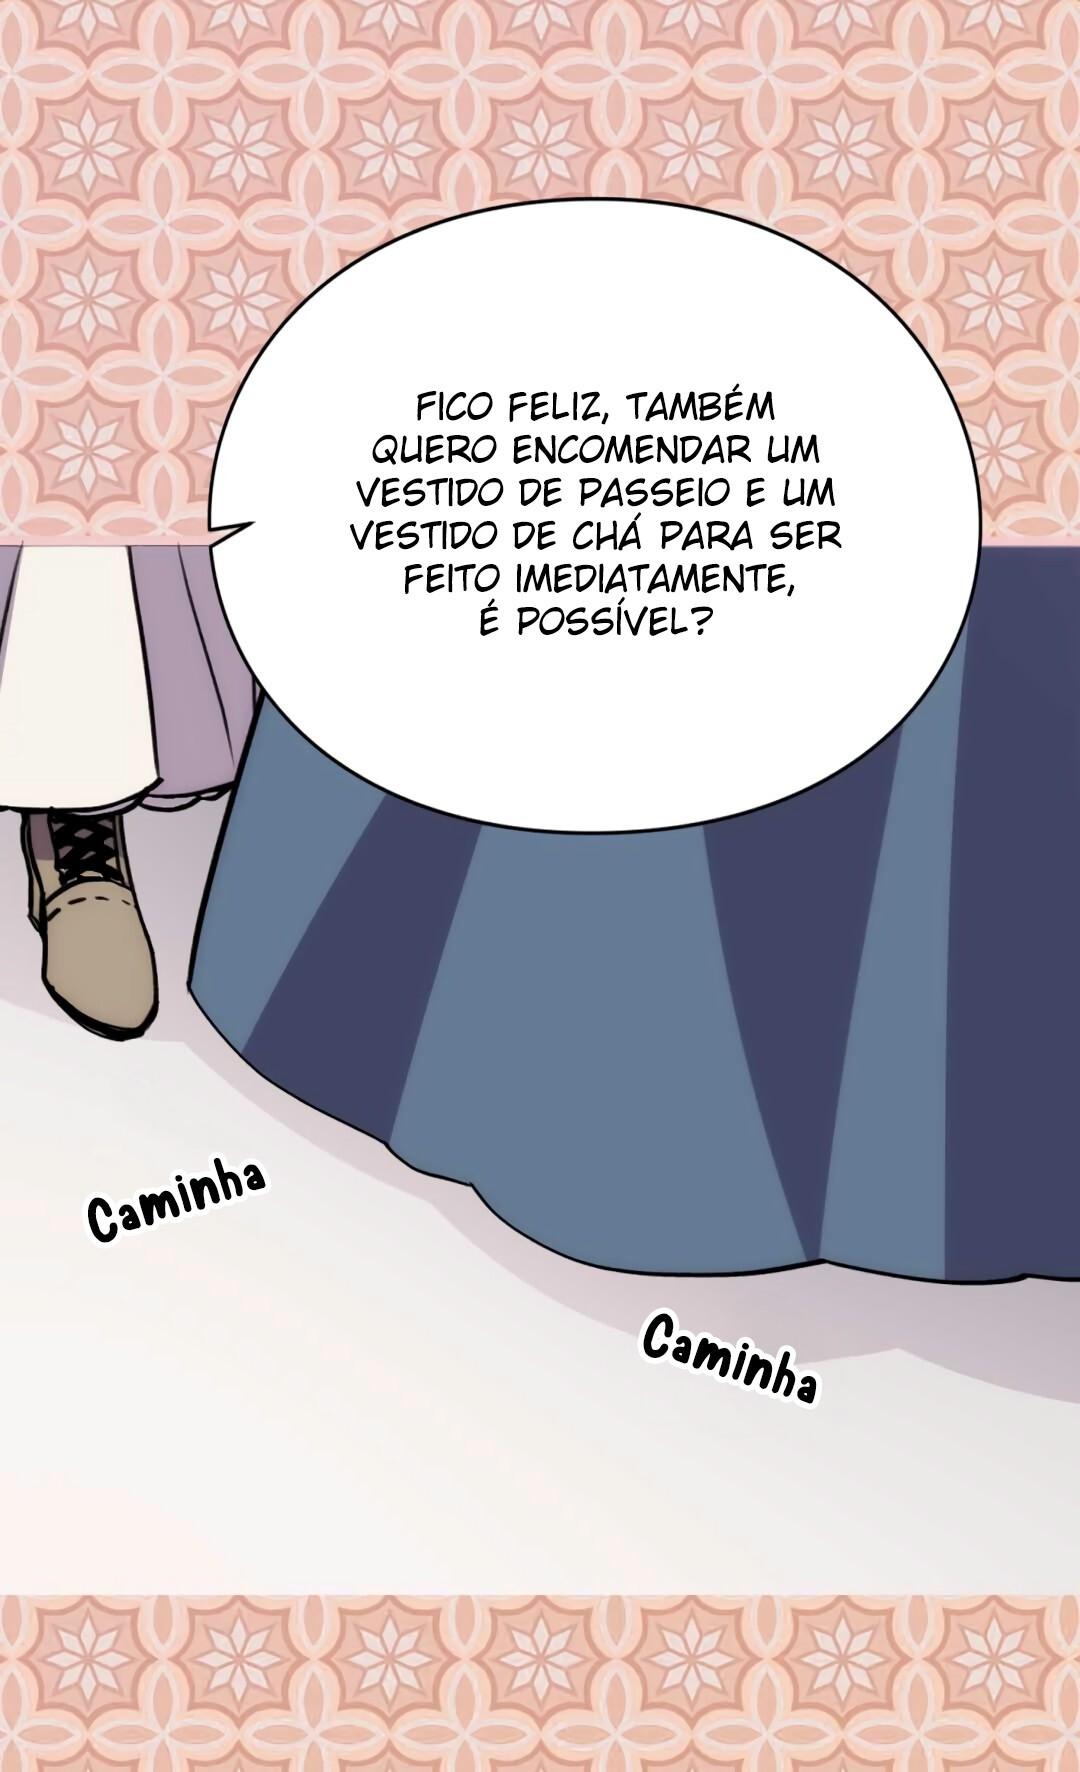 FICO FELIZ, TAMBÉM
QUERO ENCOMENDAR UM
VESTIDO DE PASSEIO E UM
VESTIDO DE CHÁ PARA SER
FEITO IMEDIATAMENTE,
É POSSÍVEL?
Caminha
Caminha